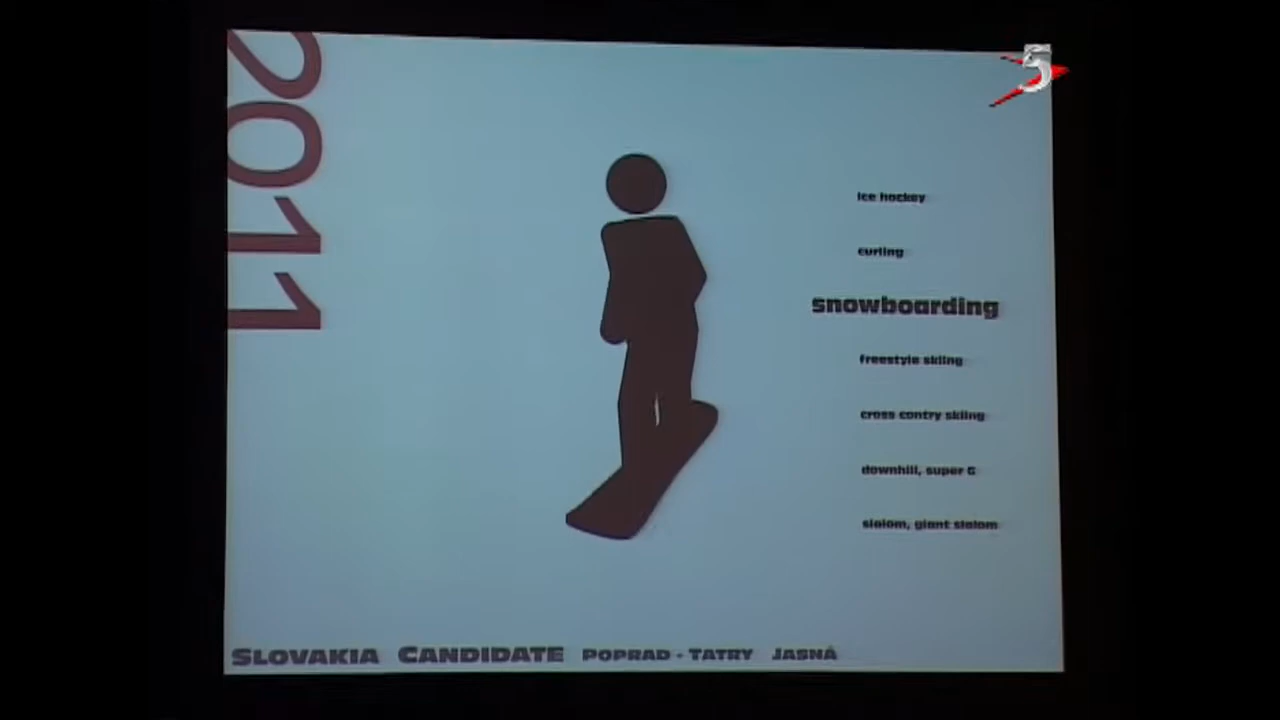 2011
5
ice hockey
curling
snowboarding
freestyle skiing
cross contry skiing
downhill, super G
slalom, giant slalom
SLOVAKIA CANDIDATE POPRAD - TATRY JASNÁ